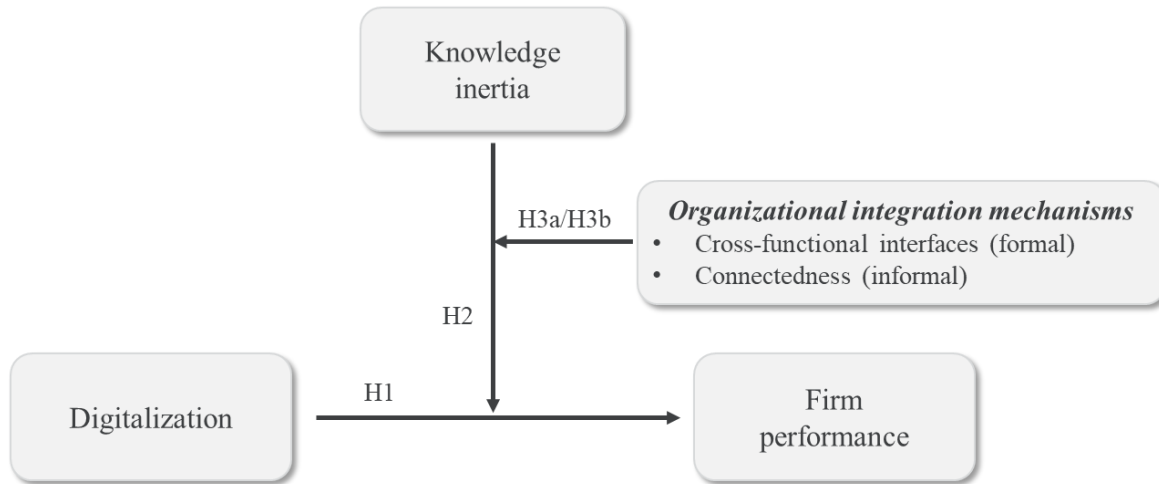 Knowledge
inertia
H3a/H3b
Organizational integration mechanisms
• Cross-functional interfaces (formal)
• Connectedness (informal)
H2
Digitalization
H1
Firm
performance